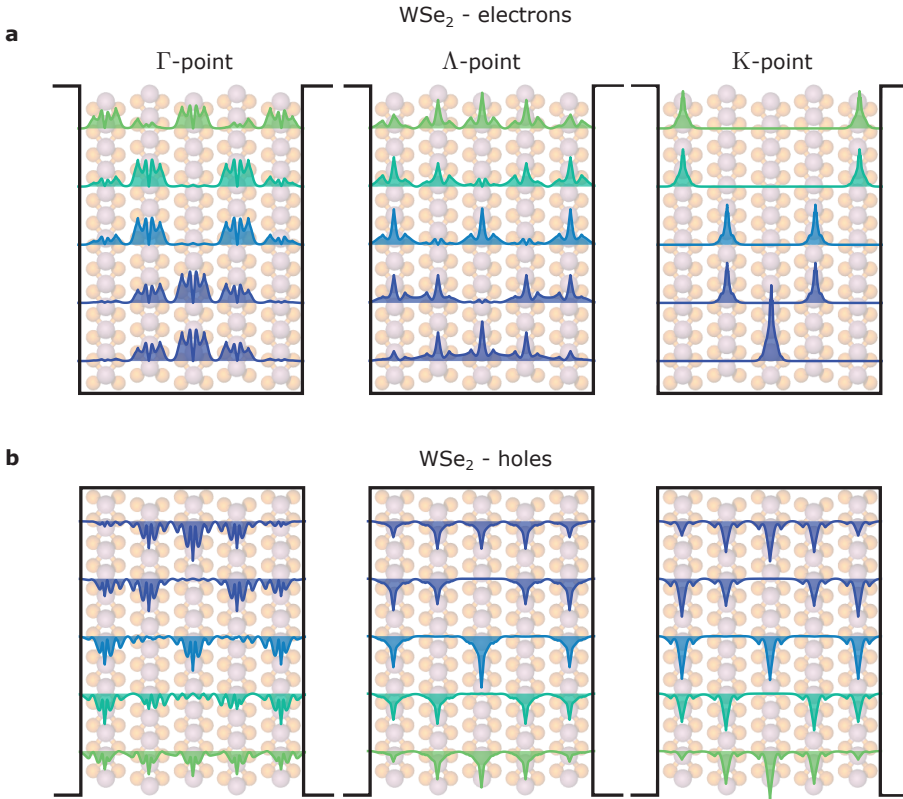 WSe₂ - electrons
a
Γ-point Λ-point K-point
b
WSe₂ - holes